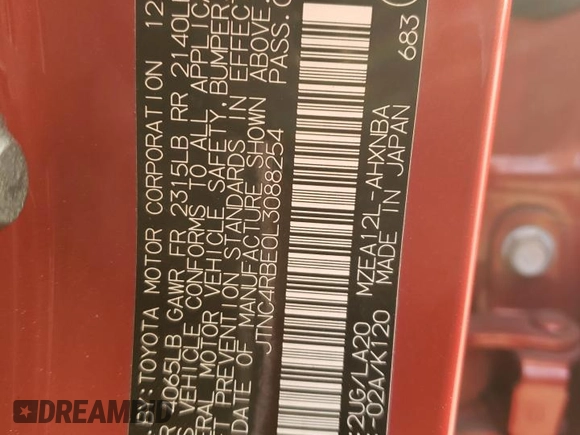 BY: TOYOTA MOTOR CORPORATION 12
065LB GAWR FR 2315LB RR 2140LB
VEHICLE CONFORMS TO ALL APPLICA
ERAL MOTOR VEHICLE SAFETY, BUMPER
T PREVENTION STANDARDS IN EFFECT
DATE OF MANUFACTURE SHOWN ABOVE.
JTNC4RBE0L3088254 PASS.C
2UG/LA20 MZEA12L-AHXNBA
-02A/K120 MADE IN JAPAN 683
DREAMBID